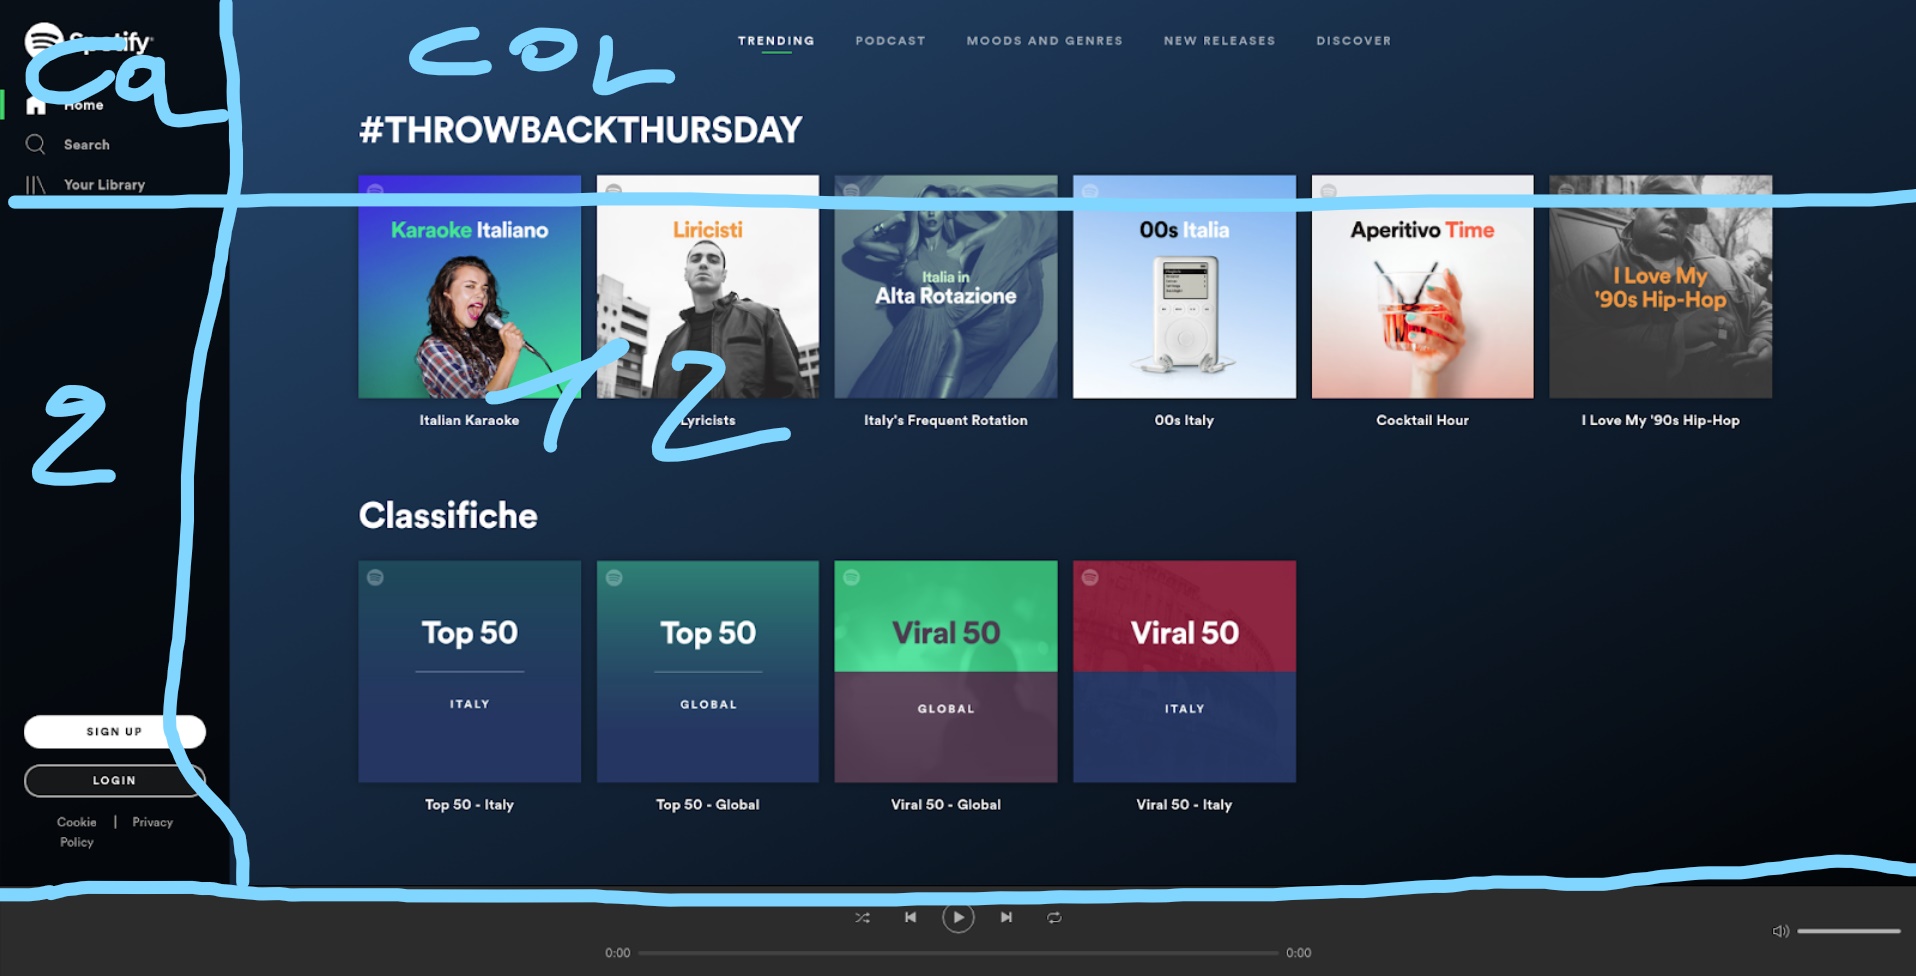 Spotify
COL
TRENDING PODCAST MOODS AND GENRES NEW RELEASES DISCOVER
Home
Search
Your Library
#THROWBACKTHURSDAY
Karaoke Italiano
Liricisti
Italia in
Alta Rotazione
00s Italia
Aperitivo Time
I Love My
'90s Hip-Hop
Italian Karaoke
Lyricists
Italy's Frequent Rotation
00s Italy
Cocktail Hour
I Love My '90s Hip-Hop
2
12
Classifiche
Top 50
ITALY
Top 50
GLOBAL
Viral 50
GLOBAL
Viral 50
ITALY
Top 50 - Italy
Top 50 - Global
Viral 50 - Global
Viral 50 - Italy
SIGN UP
LOGIN
Cookie | Privacy
Policy
0:00
0:00